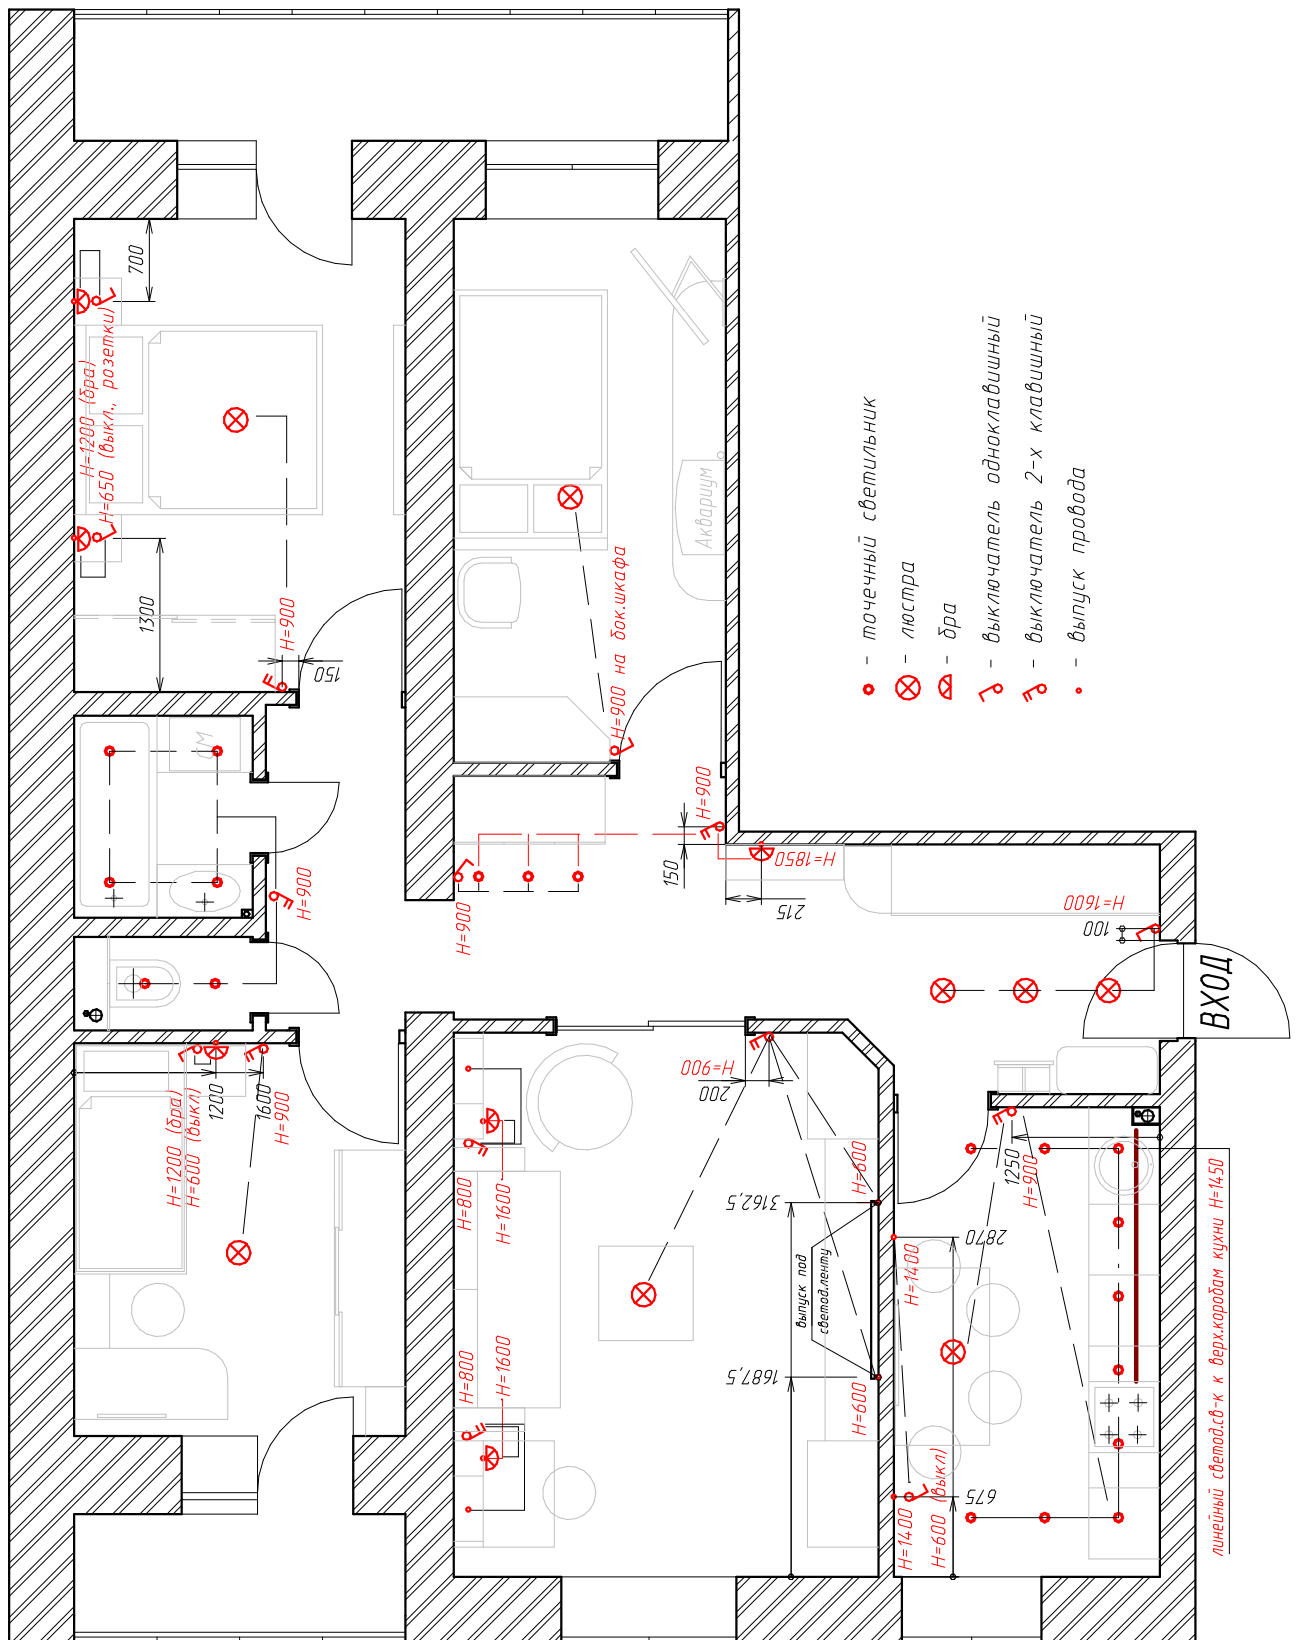 700
H=1200 (бра)
H=650 (выкл., розетки)
1300
H=900
150
Аквариум
H=900 на бок.шкафа
- точечный светильник
- люстра
- бра
- выключатель одноклавишный
- выключатель 2-х клавишный
- выпуск провода
СМ
H=900
H=900
150
H=1850
215
H=900
H=1600
100
ВХОД
H=1200 (бра)
H=600 (выкл)
1200
1600
H=900
H=900
200
H=800
H=1600
H=600
3162,5
выпуск под
светод.ленту
1687,5
H=600
H=800
H=1600
1250
H=900
2870
H=1400
675
H=1400
H=600 (выкл)
линейный светод.св-к к верх.коробам кухни H=1450